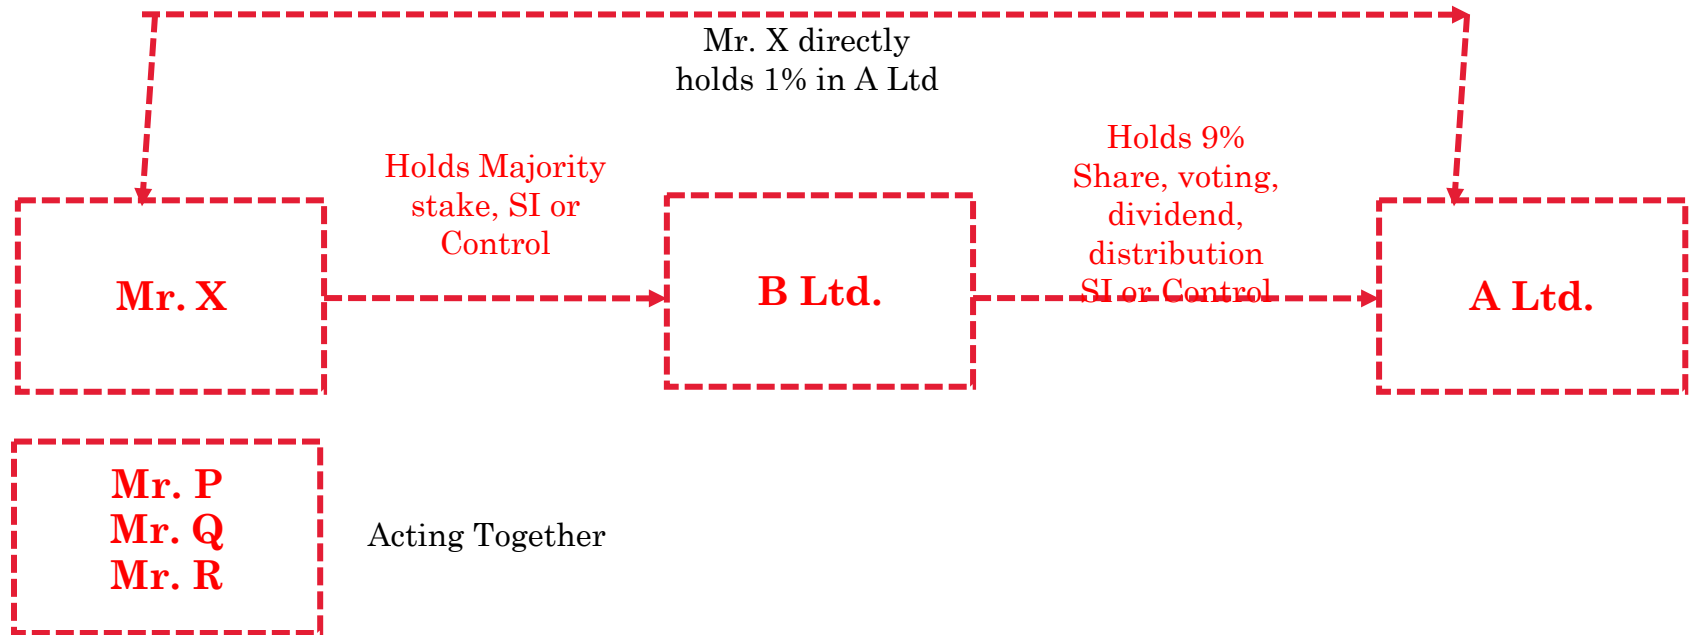 Mr. X directly
holds 1% in A Ltd
Holds Majority
stake, SI or
Control
Holds 9%
Share, voting,
dividend,
distribution
SI or Control
Mr. X
B Ltd.
A Ltd.
Mr. P
Mr. Q
Mr. R
Acting Together